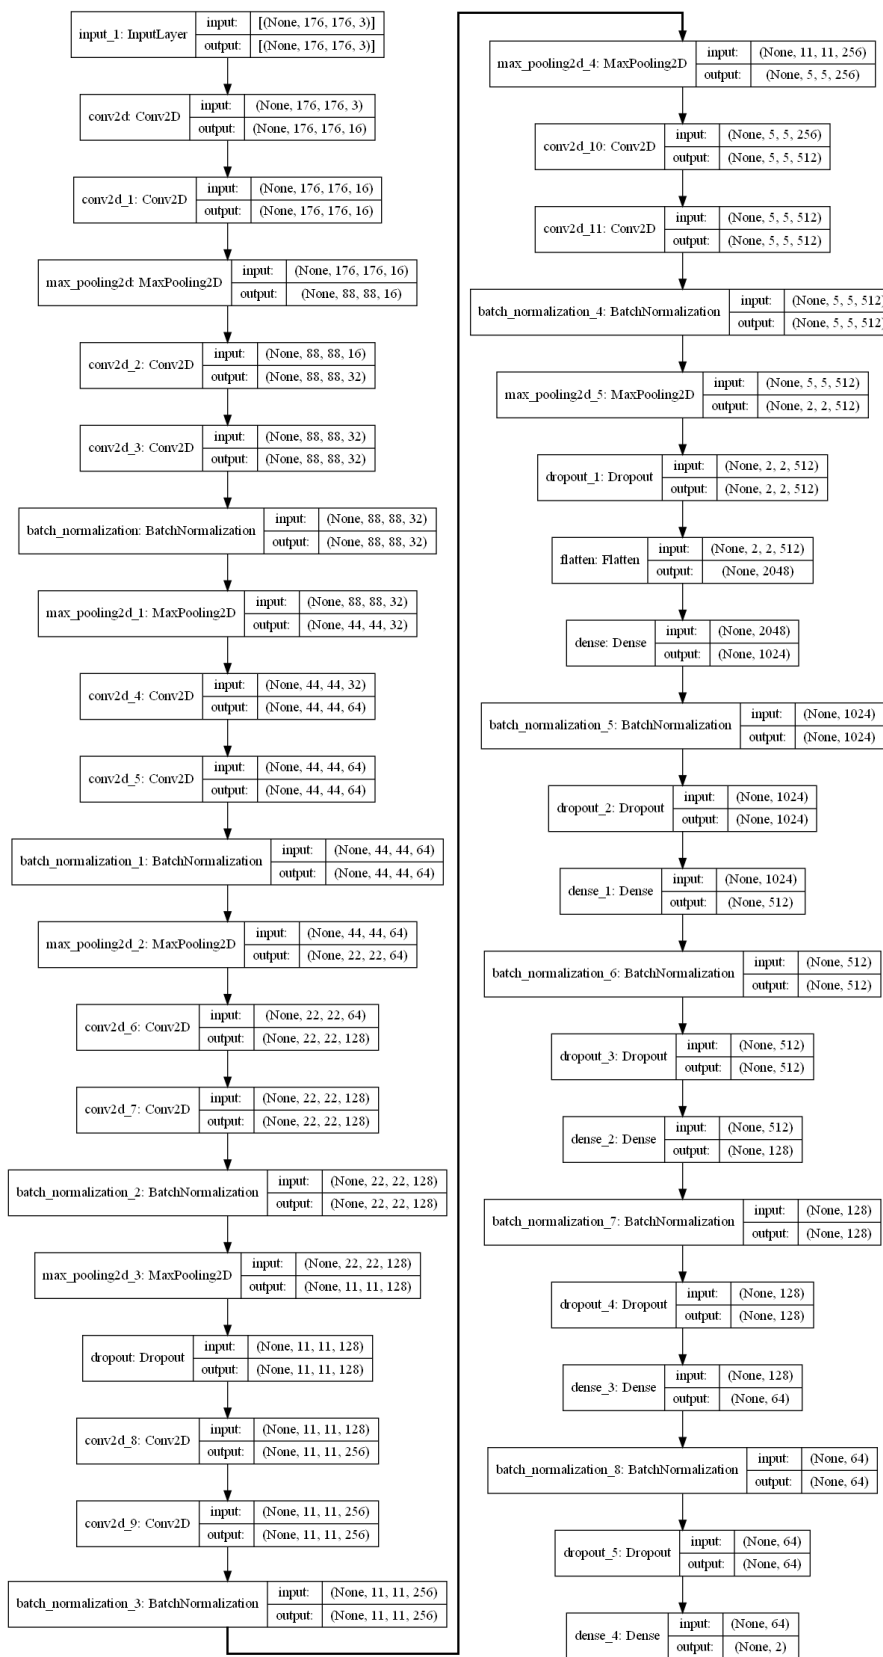 input_1: InputLayer input: [(None, 176, 176, 3)]
output: [(None, 176, 176, 3)]
conv2d: Conv2D input: (None, 176, 176, 3)
output: (None, 176, 176, 16)
conv2d_1: Conv2D input: (None, 176, 176, 16)
output: (None, 176, 176, 16)
max_pooling2d: MaxPooling2D input: (None, 176, 176, 16)
output: (None, 88, 88, 16)
conv2d_2: Conv2D input: (None, 88, 88, 16)
output: (None, 88, 88, 32)
conv2d_3: Conv2D input: (None, 88, 88, 32)
output: (None, 88, 88, 32)
batch_normalization: BatchNormalization input: (None, 88, 88, 32)
output: (None, 88, 88, 32)
max_pooling2d_1: MaxPooling2D input: (None, 88, 88, 32)
output: (None, 44, 44, 32)
conv2d_4: Conv2D input: (None, 44, 44, 32)
output: (None, 44, 44, 64)
conv2d_5: Conv2D input: (None, 44, 44, 64)
output: (None, 44, 44, 64)
batch_normalization_1: BatchNormalization input: (None, 44, 44, 64)
output: (None, 44, 44, 64)
max_pooling2d_2: MaxPooling2D input: (None, 44, 44, 64)
output: (None, 22, 22, 64)
conv2d_6: Conv2D input: (None, 22, 22, 64)
output: (None, 22, 22, 128)
conv2d_7: Conv2D input: (None, 22, 22, 128)
output: (None, 22, 22, 128)
batch_normalization_2: BatchNormalization input: (None, 22, 22, 128)
output: (None, 22, 22, 128)
max_pooling2d_3: MaxPooling2D input: (None, 22, 22, 128)
output: (None, 11, 11, 128)
dropout: Dropout input: (None, 11, 11, 128)
output: (None, 11, 11, 128)
conv2d_8: Conv2D input: (None, 11, 11, 128)
output: (None, 11, 11, 256)
conv2d_9: Conv2D input: (None, 11, 11, 256)
output: (None, 11, 11, 256)
batch_normalization_3: BatchNormalization input: (None, 11, 11, 256)
output: (None, 11, 11, 256)
max_pooling2d_4: MaxPooling2D input: (None, 11, 11, 256)
output: (None, 5, 5, 256)
conv2d_10: Conv2D input: (None, 5, 5, 256)
output: (None, 5, 5, 512)
conv2d_11: Conv2D input: (None, 5, 5, 512)
output: (None, 5, 5, 512)
batch_normalization_4: BatchNormalization input: (None, 5, 5, 512)
output: (None, 5, 5, 512)
max_pooling2d_5: MaxPooling2D input: (None, 5, 5, 512)
output: (None, 2, 2, 512)
dropout_1: Dropout input: (None, 2, 2, 512)
output: (None, 2, 2, 512)
flatten: Flatten input: (None, 2, 2, 512)
output: (None, 2048)
dense: Dense input: (None, 2048)
output: (None, 1024)
batch_normalization_5: BatchNormalization input: (None, 1024)
output: (None, 1024)
dropout_2: Dropout input: (None, 1024)
output: (None, 1024)
dense_1: Dense input: (None, 1024)
output: (None, 512)
batch_normalization_6: BatchNormalization input: (None, 512)
output: (None, 512)
dropout_3: Dropout input: (None, 512)
output: (None, 512)
dense_2: Dense input: (None, 512)
output: (None, 128)
batch_normalization_7: BatchNormalization input: (None, 128)
output: (None, 128)
dropout_4: Dropout input: (None, 128)
output: (None, 128)
dense_3: Dense input: (None, 128)
output: (None, 64)
batch_normalization_8: BatchNormalization input: (None, 64)
output: (None, 64)
dropout_5: Dropout input: (None, 64)
output: (None, 64)
dense_4: Dense input: (None, 64)
output: (None, 2)